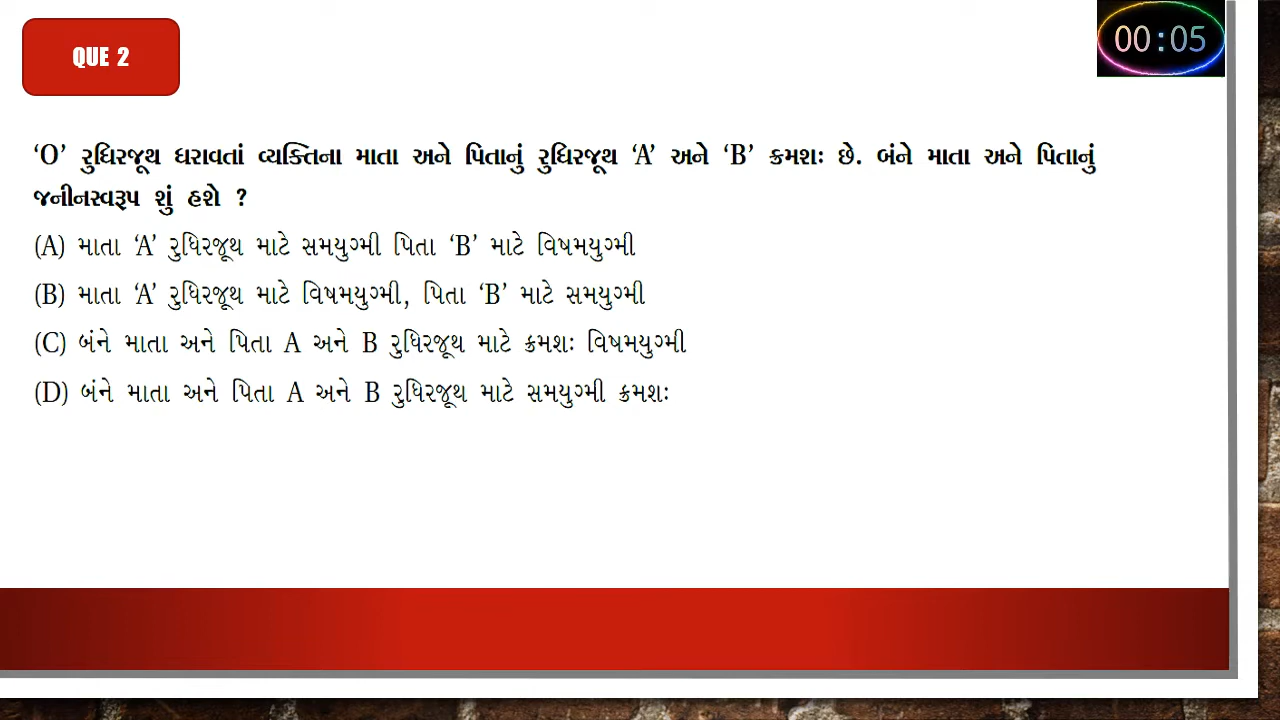 QUE 2
00:05
‘O’ રુધિરજૂથ ધરાવતાં વ્યક્તિના માતા અને પિતાનું રુધિરજૂથ ‘A’ અને ‘B’ ક્રમશઃ છે. બંને માતા અને પિતાનું
જનીનસ્વરૂપ શું હશે ?
(A) માતા ‘A’ રુધિરજૂથ માટે સમયુગ્મી પિતા ‘B’ માટે વિષમયુગ્મી
(B) માતા ‘A’ રુધિરજૂથ માટે વિષમયુગ્મી, પિતા ‘B’ માટે સમયુગ્મી
(C) બંને માતા અને પિતા A અને B રુધિરજૂથ માટે ક્રમશઃ વિષમયુગ્મી
(D) બંને માતા અને પિતા A અને B રુધિરજૂથ માટે સમયુગ્મી ક્રમશઃ